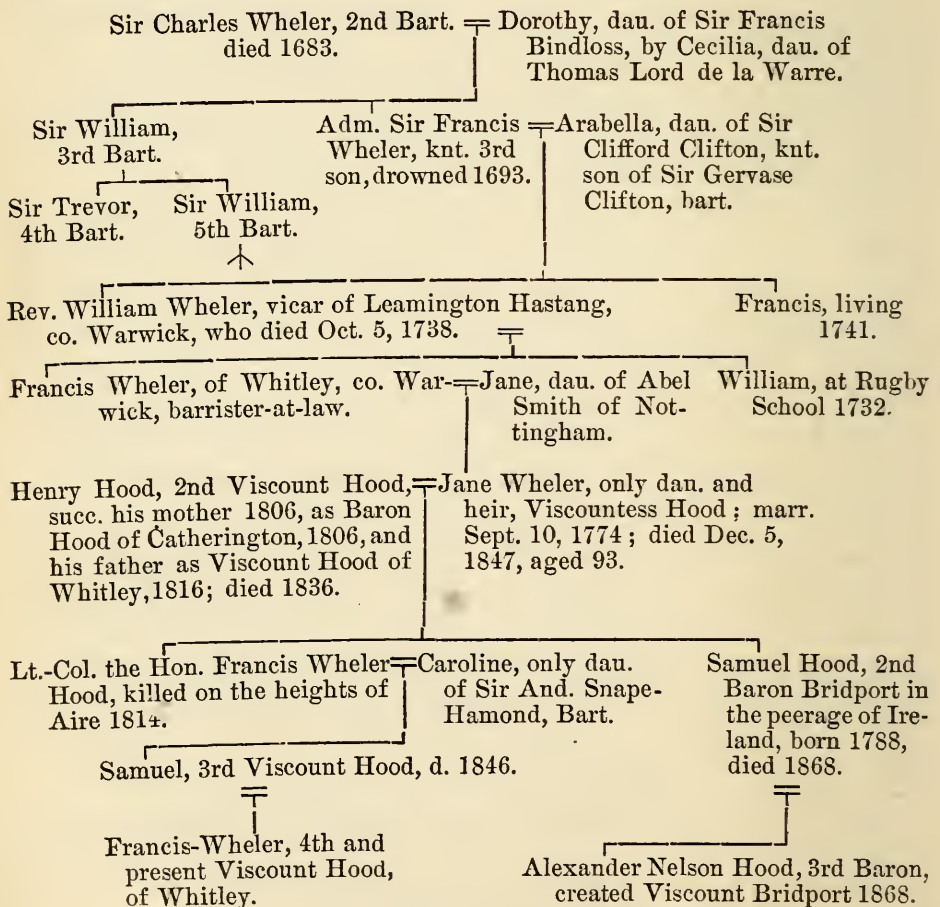 Sir Charles Wheler, 2nd Bart. = Dorothy, dau. of Sir Francis
died 1683.
Bindloss, by Cecilia, dau. of
Thomas Lord de la Warre.
Sir William,
3rd Bart.
Adm. Sir Francis
Wheler, knt. 3rd
son, drowned 1693.
=Arabella, dau. of Sir
Clifford Clifton, knt.
son of Sir Gervase
Clifton, bart.
Sir Trevor,
4th Bart.
Sir William,
5th Bart.
Rev. William Wheler, vicar of Leamington Hastang,
co. Warwick, who died Oct. 5, 1738.
Francis, living
1741.
Francis Wheler, of Whitley, co. War-
wick, barrister-at-law.
=Jane, dau. of Abel
Smith of Not-
tingham.
William, at Rugby
School 1732.
Henry Hood, 2nd Viscount Hood,
succ. his mother 1806, as Baron
Hood of Catherington, 1806, and
his father as Viscount Hood of
Whitley, 1816; died 1836.
=Jane Wheler, only dau. and
heir, Viscountess Hood; marr.
Sept. 10, 1774; died Dec. 5,
1847, aged 93.
Lt.-Col. the Hon. Francis Wheler
Hood, killed on the heights of
Aire 1814.
=Caroline, only dau.
of Sir And. Snape-
Hamond, Bart.
Samuel Hood, 2nd
Baron Bridport in
the peerage of Ire-
land, born 1788,
died 1868.
Samuel, 3rd Viscount Hood, d. 1846.
Francis-Wheler, 4th and
present Viscount Hood,
of Whitley.
Alexander Nelson Hood, 3rd Baron,
created Viscount Bridport 1868.